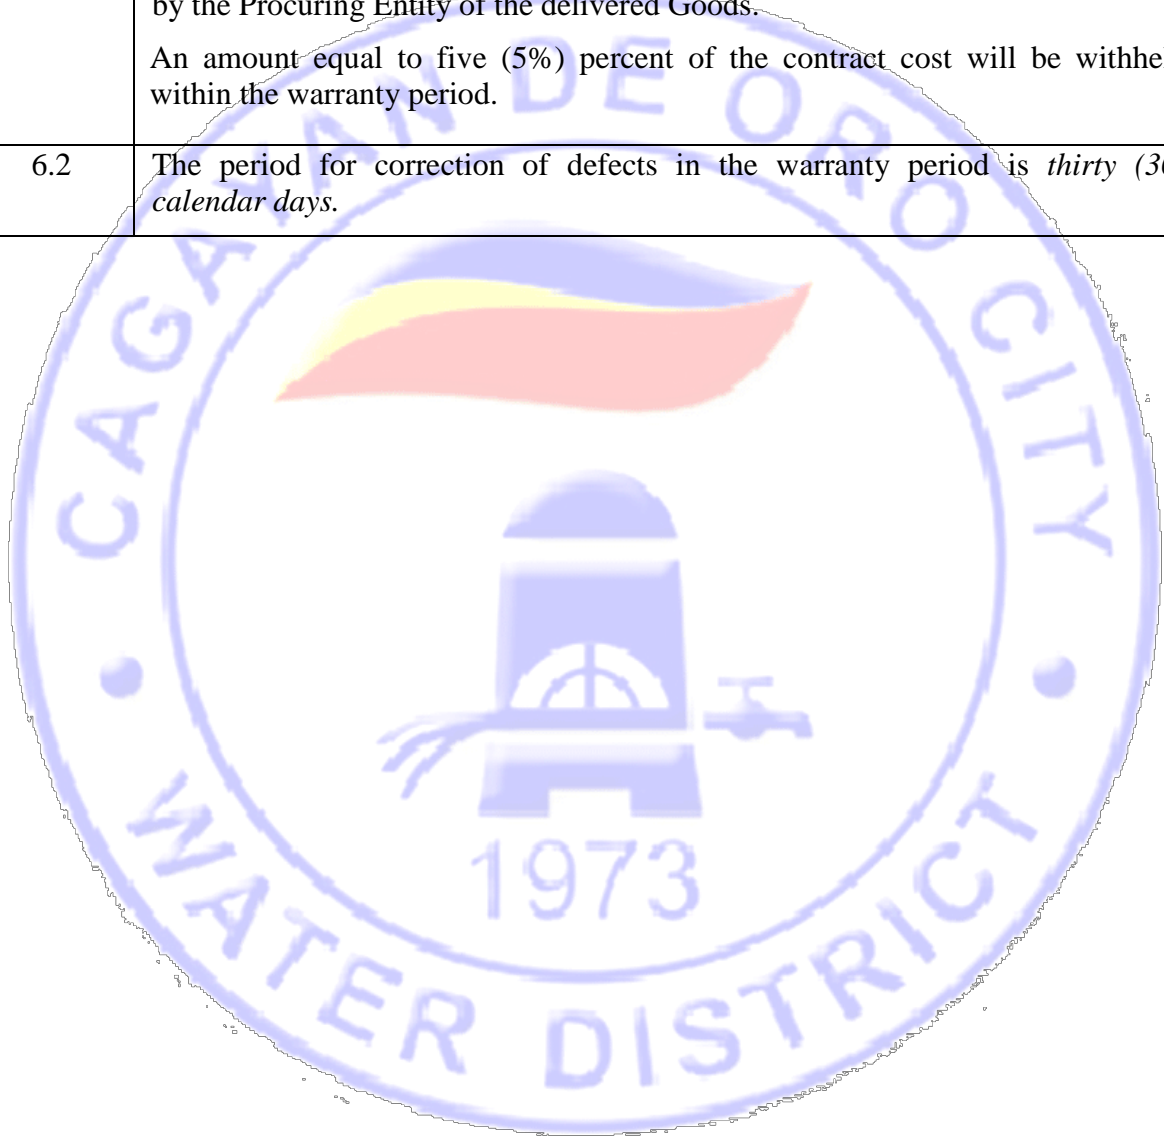 by the Procuring Entity of the delivered Goods.
An amount equal to five (5%) percent of the contract cost will be withhe
within the warranty period.
6.2 The period for correction of defects in the warranty period is thirty (30
calendar days.
CAGAYAN DE ORO CITY
1973
WATER DISTRICT